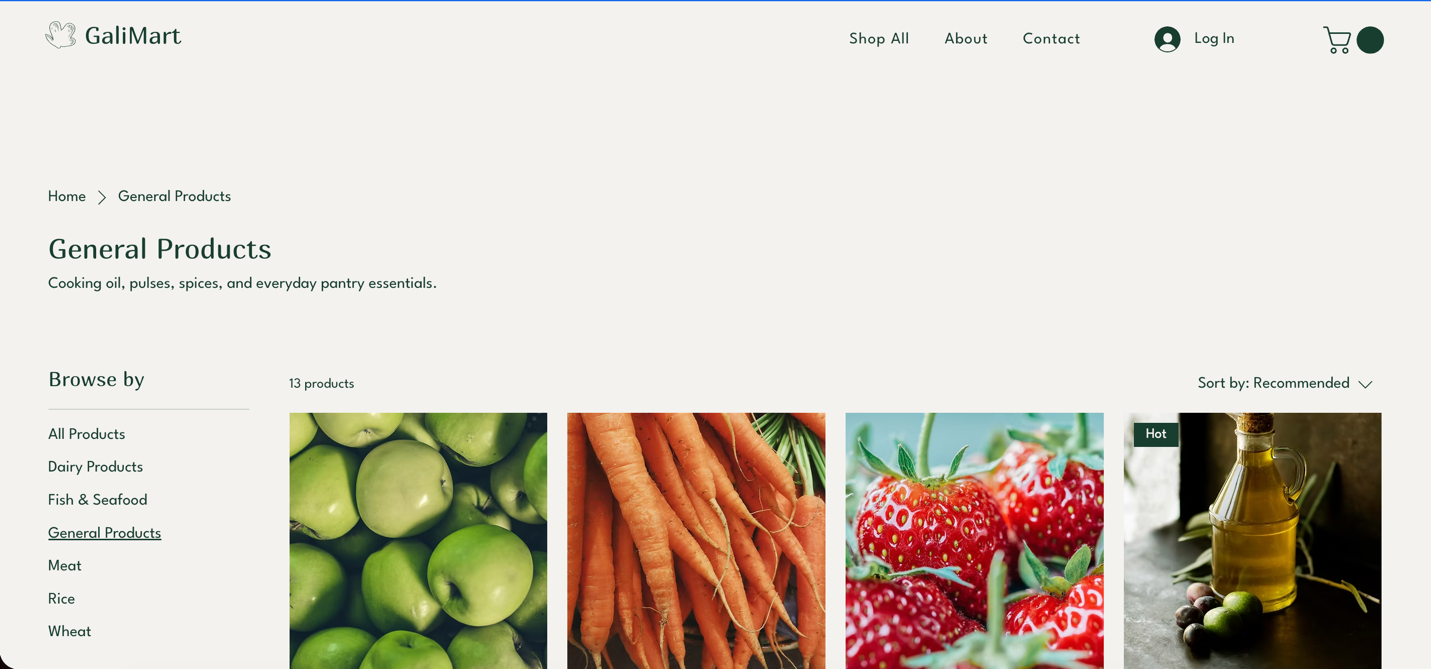 GaliMart
Shop All
About
Contact
Log In
Home
General Products
General Products
Cooking oil, pulses, spices, and everyday pantry essentials.
Browse by
13 products
Sort by: Recommended
All Products
Dairy Products
Fish & Seafood
General Products
Meat
Rice
Wheat
Hot